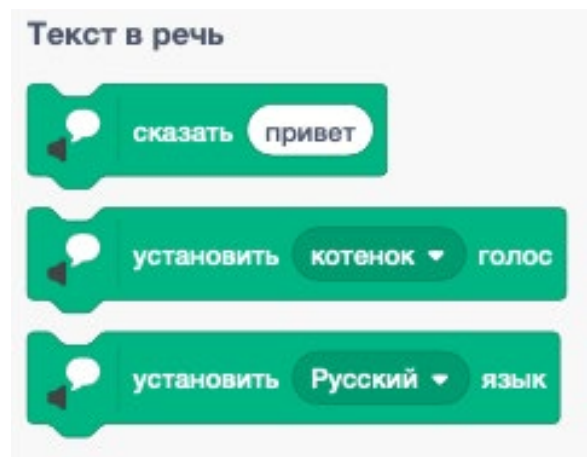 Текст в речь
сказать привет
установить котенок голос
установить Русский язык